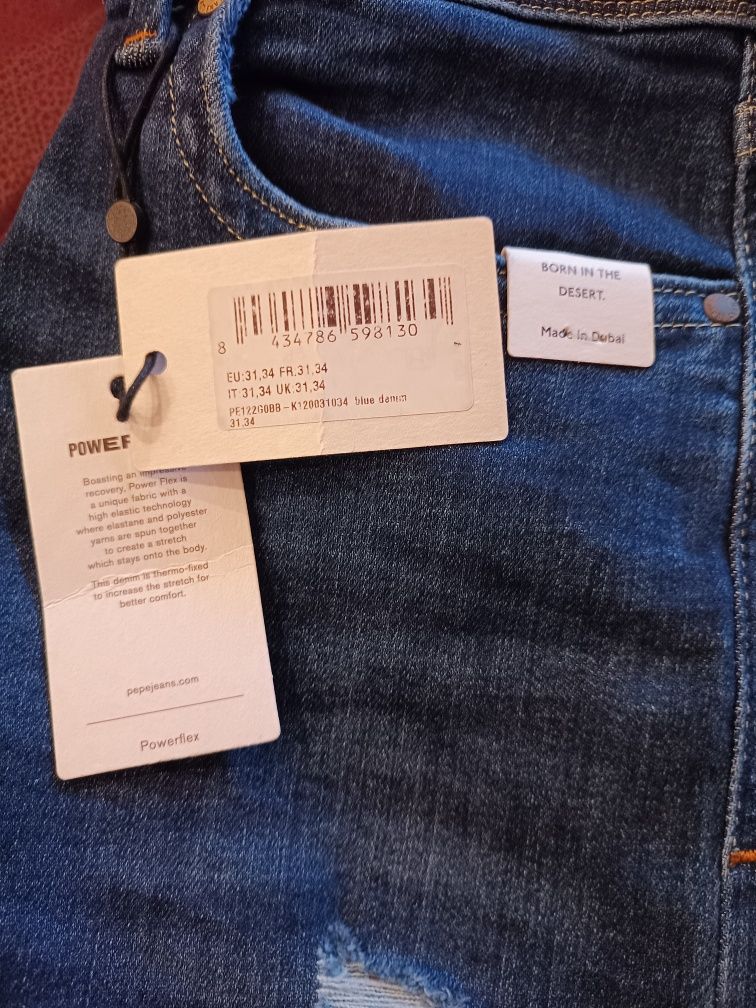 8 434786 598130
EU:31,34 FR.31,34
IT:31,34 UK:31,34
PE122G0BB-K120031034 blue denim
31,34
BORN IN THE
DESERT.
Made in Dubai
POWER
Boasting an impressive
recovery, Power Flex is
a unique fabric with a
high elastic technology
where elastane and polyester
yarns are spun together
to create a stretch
which stays onto the body.
This denim is thermo-fixed
to increase the stretch for
better comfort.
pepejeans.com
Powerflex